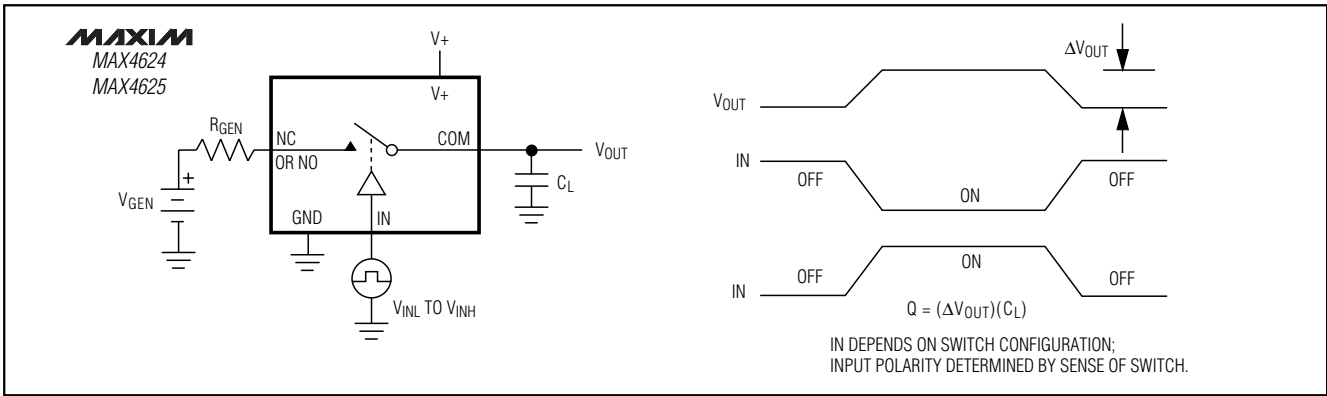 MAXIM
MAX4624
MAX4625
V+
V+
RGEN
NC
OR NO
COM
VOUT
CL
+
VGEN
GND
IN
VINL TO VINH
ΔVOUT
VOUT
IN
OFF
ON
OFF
IN
OFF
ON
OFF
Q = (ΔVOUT)(CL)
IN DEPENDS ON SWITCH CONFIGURATION;
INPUT POLARITY DETERMINED BY SENSE OF SWITCH.